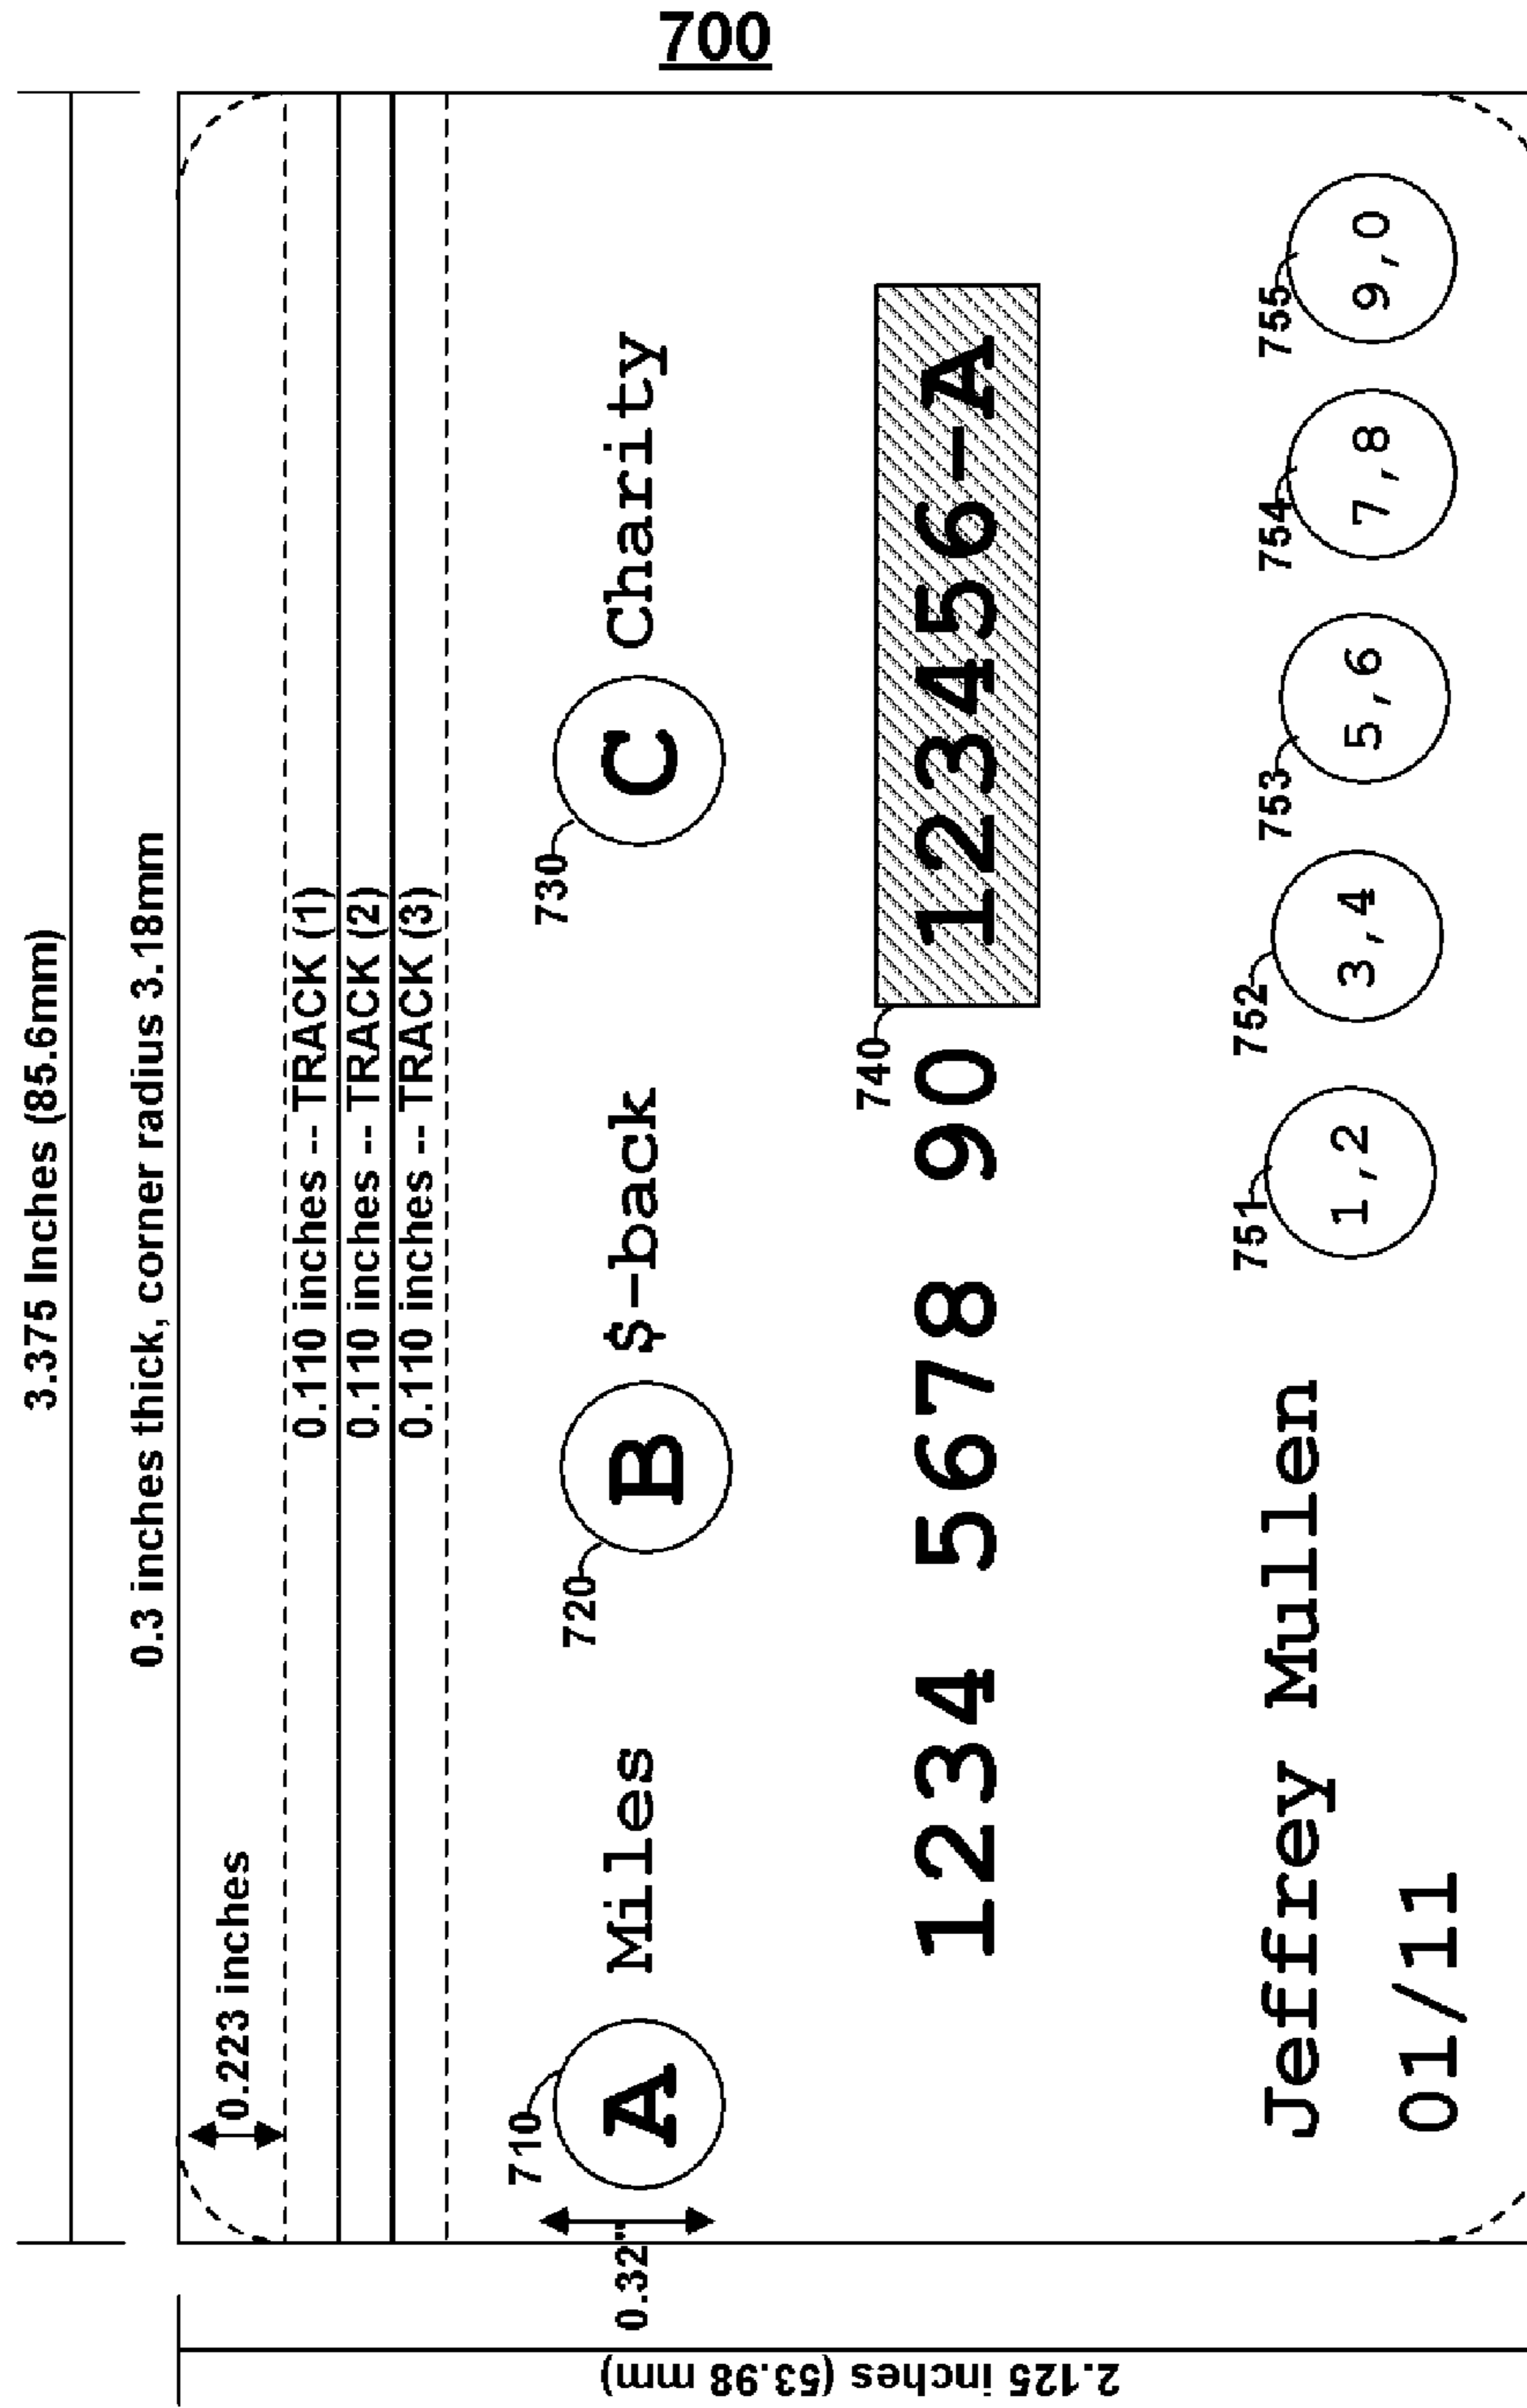 700
3.375 Inches (85.6mm)
0.3 inches thick, corner radius 3.18mm
0.223 inches
0.110 inches -- TRACK (1)
0.110 inches -- TRACK (2)
0.110 inches -- TRACK (3)
710 720 730
A Miles B $-back C Charity
0.32"
2.125 inches (53.98 mm)
740
1234 5678 90 123456-A
751 752 753 754 755
Jeffrey Mullen 1,2 3,4 5,6 7,8 9,0
01/11